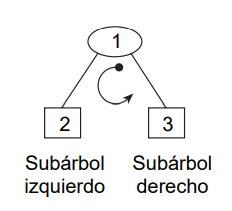 1
2 3
Subárbol Subárbol
izquierdo derecho